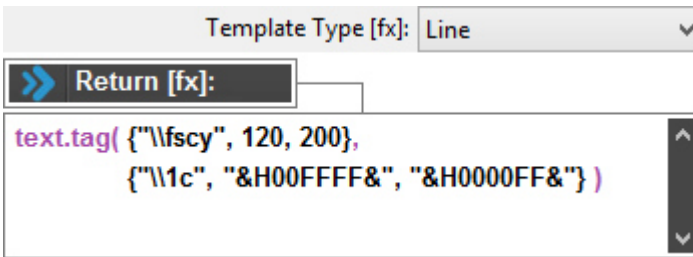 Template Type [fx]: Line
Return [fx]:
text.tag( {"\\fscy", 120, 200},
{"\\1c", "&H00FFFF&", "&H0000FF&"} )